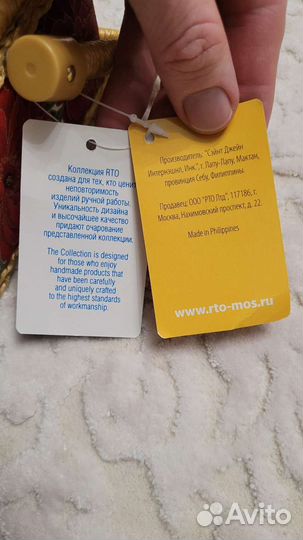 Коллекция RTO
создана для тех, кто ценит
неповторимость
изделий ручной работы.
Уникальность дизайна
и высочайшее качество
придают очарование
представленной коллекции.
The Collection is designed
for those who enjoy
handmade products that
have been carefully
and uniquely crafted
to the highest standards
of workmanship.
Производитель: "Сэйнт Джейн
Интернэшнл, Инк.", г. Лапу-Лапу, Мактан,
провинция Себу, Филиппины.
Продавец: ООО "РТО Лтд", 117186, г.
Москва, Нахимовский проспект, д. 22
Made in Philippines
www.rto-mos.ru
Avito